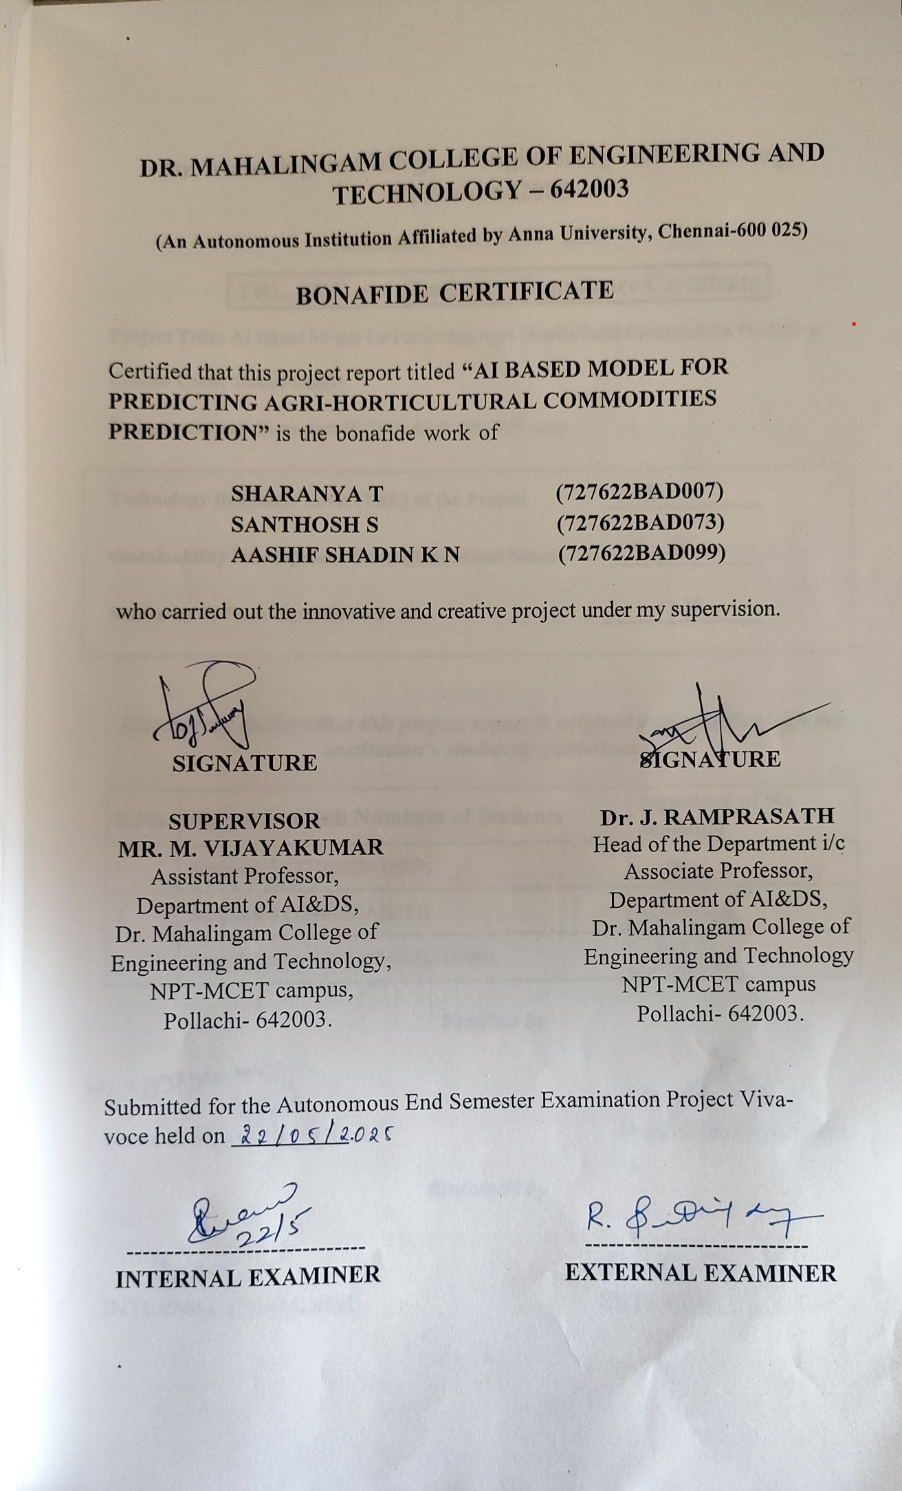 DR. MAHALINGAM COLLEGE OF ENGINEERING AND
TECHNOLOGY – 642003
(An Autonomous Institution Affiliated by Anna University, Chennai-600 025)
BONAFIDE CERTIFICATE
Certified that this project report titled “AI BASED MODEL FOR
PREDICTING AGRI-HORTICULTURAL COMMODITIES
PREDICTION” is the bonafide work of
SHARANYA T (727622BAD007)
SANTHOSH S (727622BAD073)
AASHIF SHADIN K N (727622BAD099)
who carried out the innovative and creative project under my supervision.
SIGNATURE
SUPERVISOR
MR. M. VIJAYAKUMAR
Assistant Professor,
Department of AI&DS,
Dr. Mahalingam College of
Engineering and Technology,
NPT-MCET campus,
Pollachi- 642003.
SIGNATURE
Dr. J. RAMPRASATH
Head of the Department i/c
Associate Professor,
Department of AI&DS,
Dr. Mahalingam College of
Engineering and Technology
NPT-MCET campus
Pollachi- 642003.
Submitted for the Autonomous End Semester Examination Project Viva-
voce held on 22/05/2025
22/5
INTERNAL EXAMINER
R.
EXTERNAL EXAMINER